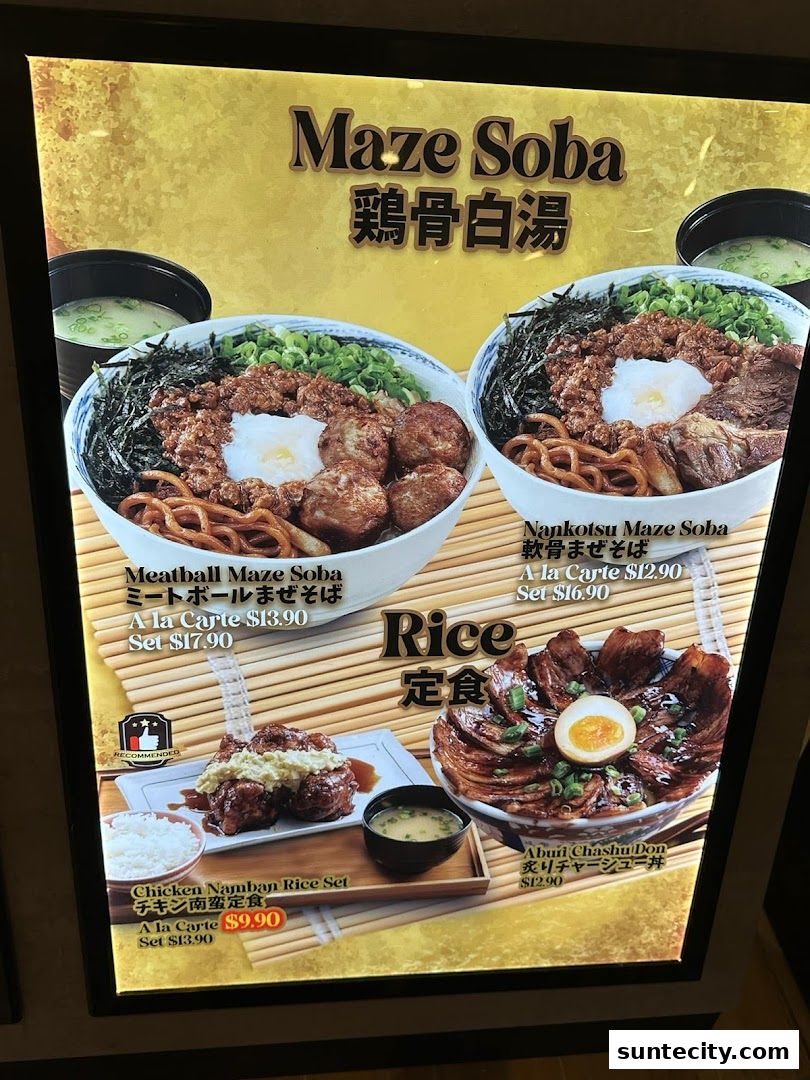 Maze Soba
鶏骨白湯
Meatball Maze Soba
ミートボールまぜそば
A la Carte $13.90
Set $17.90
Nankotsu Maze Soba
軟骨まぜそば
A la Carte $12.90
Set $16.90
Rice
定食
RECOMMENDED
Chicken Namban Rice Set
チキン南蛮定食
A la Carte $9.90
Set $13.90
Aburi Chashu Don
炙りチャーシュー丼
$12.90
suntecity.com